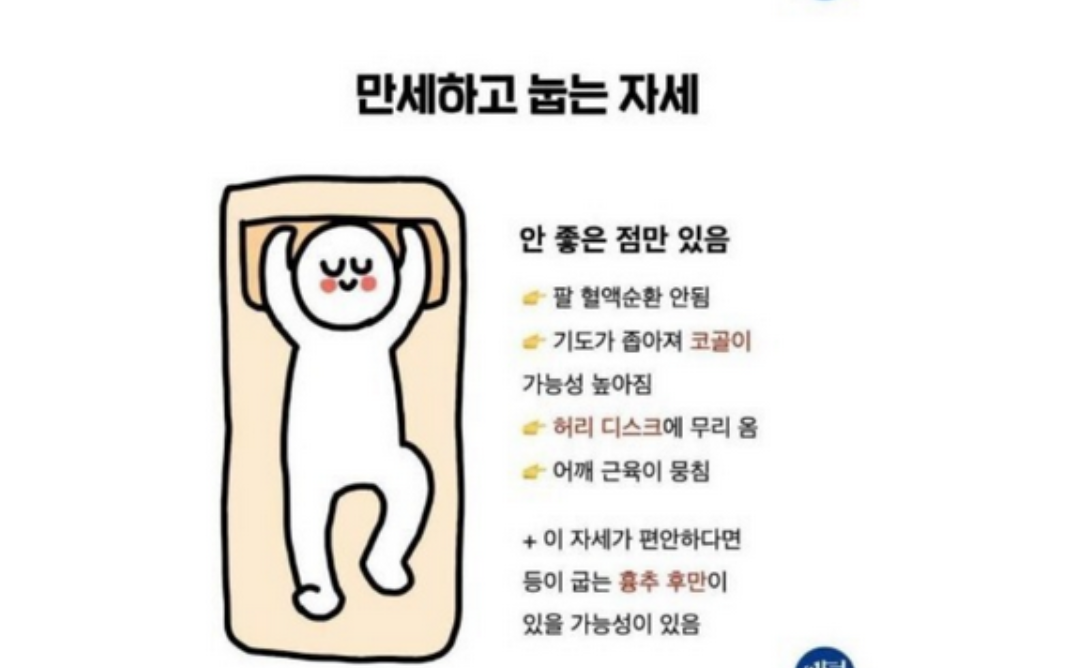 만세하고 눕는 자세
안 좋은 점만 있음
👉 팔 혈액순환 안됨
👉 기도가 좁아져 코골이
가능성 높아짐
👉 허리 디스크에 무리 옴
👉 어깨 근육이 뭉침
+ 이 자세가 편안하다면
등이 굽는 흉추 후만이
있을 가능성이 있음